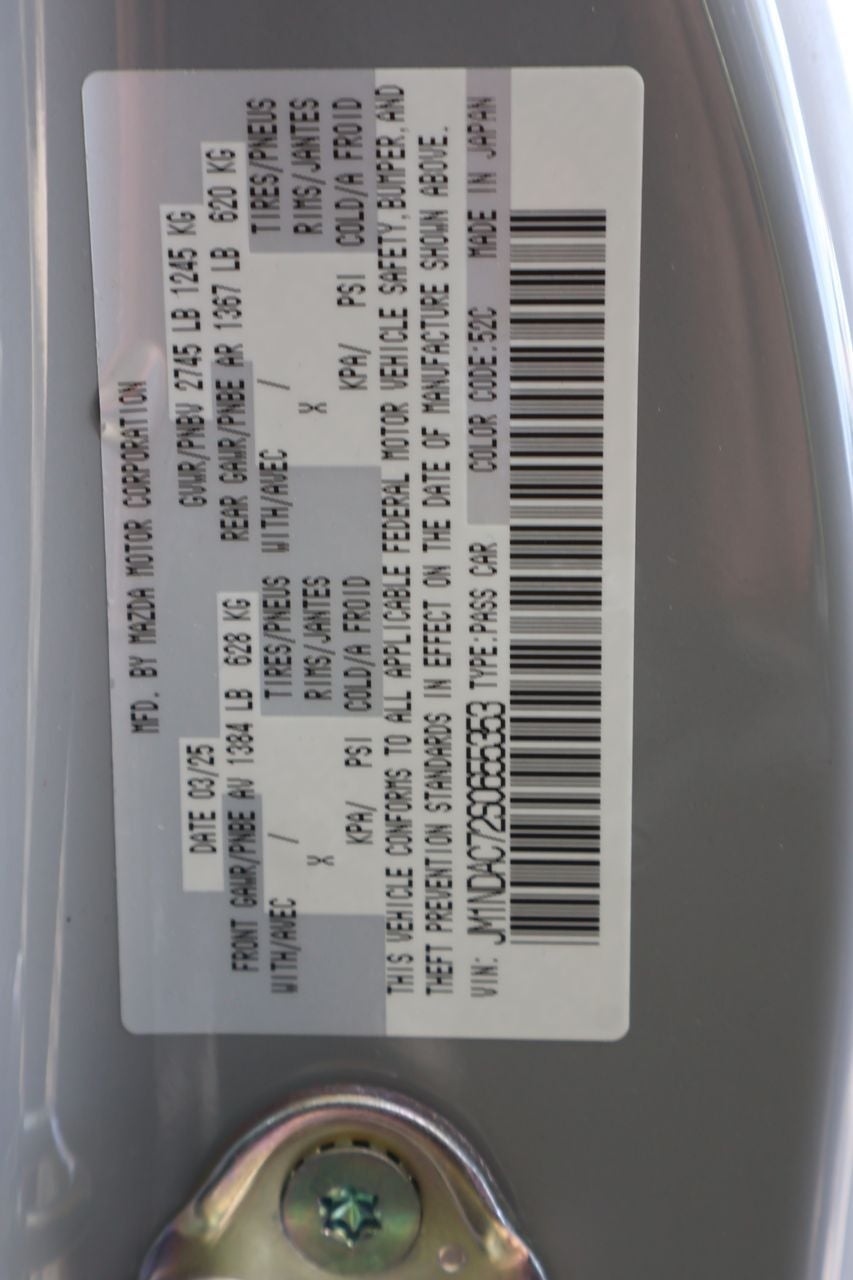 MFD. BY MAZDA MOTOR CORPORATION
DATE 03/25 GVWR/PNBV 2745 LB 1245 KG
FRONT GAWR/PNBE AV 1384 LB 628 KG REAR GAWR/PNBE AR 1367 LB 620 KG
WITH/AVEC / TIRES/PNEUS WITH/AVEC / TIRES/PNEUS
X RIMS/JANTES X RIMS/JANTES
KPA/ PSI COLD/A FROID KPA/ PSI COLD/A FROID
THIS VEHICLE CONFORMS TO ALL APPLICABLE FEDERAL MOTOR VEHICLE SAFETY,BUMPER,AND
THEFT PREVENTION STANDARDS IN EFFECT ON THE DATE OF MANUFACTURE SHOWN ABOVE.
VIN: JM1NDAC72S0655353 TYPE:PASS CAR COLOR CODE:52C MADE IN JAPAN